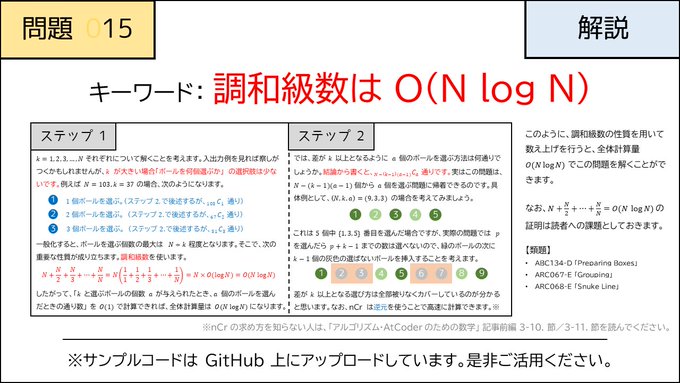 問題 015
解説
キーワード: 調和級数は O(N log N)
ステップ 1
k = 1, 2, 3, …, N それぞれについて解くことを考えます。入出力例を見れば察しが
つくかもしませんが、k が大きい場合「ボールを何個選ぶか」の選択肢は少な
いです。例えば N = 103, k = 37 の場合、次のようになります。
1 1 個ボールを選ぶ。（ステップ 2. で後述するが、₁₀₃C₁ 通り）
2 2 個ボールを選ぶ。（ステップ 2. で後述するが、₆₇C₂ 通り）
3 3 個ボールを選ぶ。（ステップ 2. で後述するが、₃₁C₃ 通り）
一般化すると、ボールを選ぶ個数の最大は N ÷ k 程度となります。そこで、次の
重要な性質が成り立ちます。調和級数を使います。
N + N/2 + N/3 + ⋯ + N/N = N(1/1 + 1/2 + 1/3 + ⋯ + 1/N) = N × O(log N) = O(N log N)
したがって、「k と選ぶボールの個数 a が与えられたとき、a 個のボールを選ん
だときの通り数」を O(1) で計算できれば、全体計算量は O(N log N) になります。
ステップ 2
では、差が k 以上となるように a 個のボールを選ぶ方法は何通りで
しょうか。結論から書くと、N−(k−1)(a−1)Cₐ 通りです。実はこの問題は、
N − (k − 1)(a − 1) 個から a 個を選ぶ問題に帰着できるのです。具
体例として、(N, k, a) = (9, 3, 3) の場合を考えてみましょう。
1 2 3 4 5
これは 5 個中 {1, 3, 5} 番目を選んだ場合ですが、実際の問題では p
を選んだら p + k − 1 までの数は選べないので、緑のボールの次に
k − 1 個の灰色の選ばないボールを挿入することを考えます。
1 2 3 4 5 6 7 8 9
差が k 以上となる選び方は全部被りなくカバーしているのが分かる
と思います。なお、nCr は逆元を使うことで高速に計算できます。※
このように、調和級数の性質を用いて
数え上げを行うと、全体計算量
O(N log N) でこの問題を解くことがで
きます。
なお、N + N/2 + ⋯ + N/N = O(N log N) の
証明は読者への課題としておきます。
【類題】
・ ABC134-D「Preparing Boxes」
・ ARC067-E「Grouping」
・ ARC068-E「Snuke Line」
※nCr の求め方を知らない人は、「アルゴリズム・AtCoder のための数学」記事前編 3-10. 節／3-11. 節を読んでください。
※サンプルコードは GitHub 上にアップロードしています。是非ご活用ください。